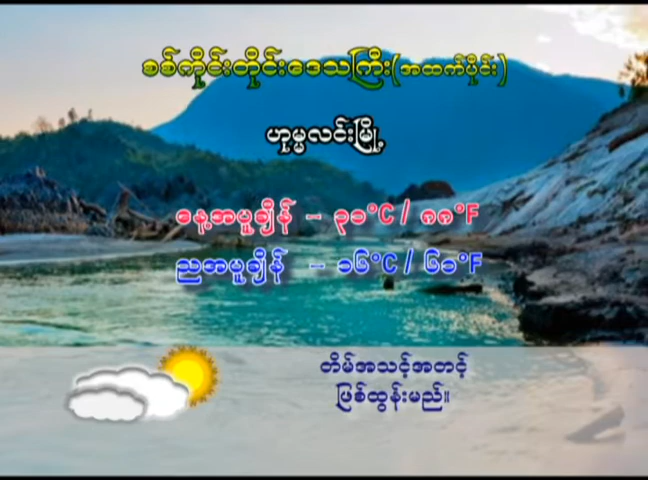 စစ်ကိုင်းတိုင်းဒေသကြီး(အထက်ပိုင်း)
ဟုမ္မလင်းမြို့
နေ့အပူချိန် – ၃၁°C / ၈၈°F
ညအပူချိန် – ၁၆°C / ၆၁°F
တိမ်အသင့်အတင့်
ဖြစ်ထွန်းမည်။